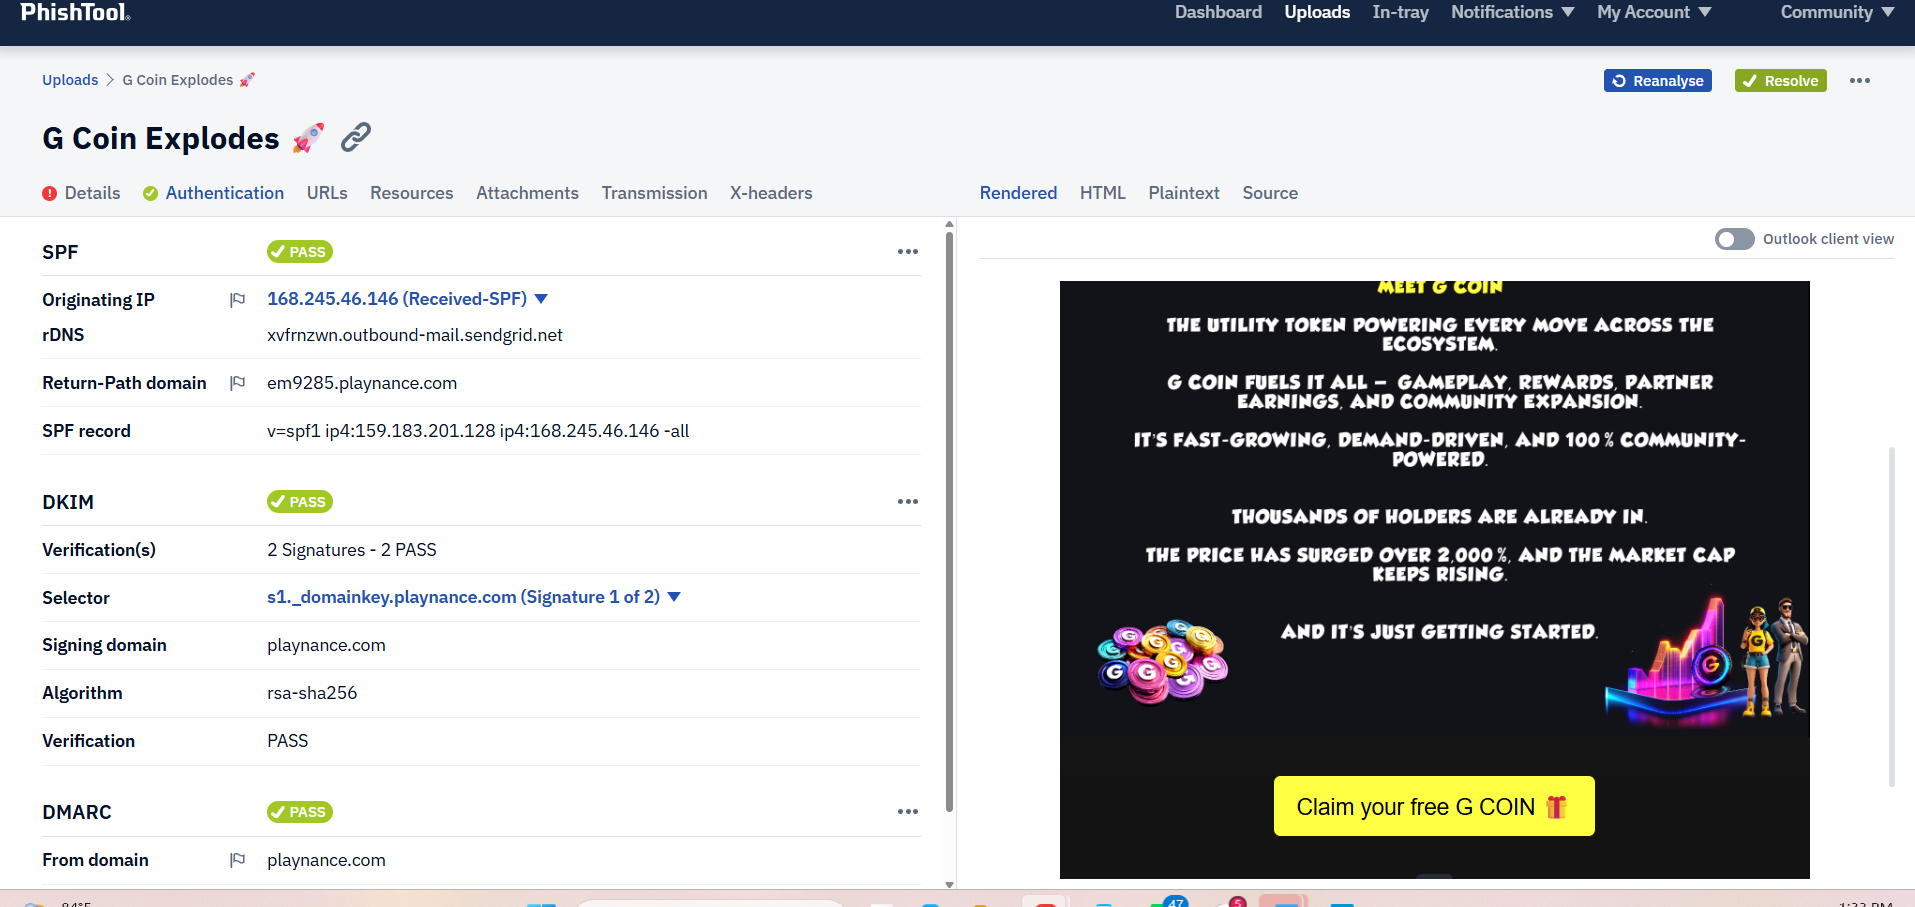 PhishTool®
Dashboard Uploads In-tray Notifications My Account Community
Uploads > G Coin Explodes 🚀
Reanalyse Resolve
G Coin Explodes 🚀
Details Authentication URLs Resources Attachments Transmission X-headers
Rendered HTML Plaintext Source
SPF PASS
Originating IP 168.245.46.146 (Received-SPF)
rDNS xvfrnzwn.outbound-mail.sendgrid.net
Return-Path domain em9285.playnance.com
SPF record v=spf1 ip4:159.183.201.128 ip4:168.245.46.146 -all
DKIM PASS
Verification(s) 2 Signatures - 2 PASS
Selector s1._domainkey.playnance.com (Signature 1 of 2)
Signing domain playnance.com
Algorithm rsa-sha256
Verification PASS
DMARC PASS
From domain playnance.com
Outlook client view
MEET G COIN
THE UTILITY TOKEN POWERING EVERY MOVE ACROSS THE
ECOSYSTEM.
G COIN FUELS IT ALL – GAMEPLAY, REWARDS, PARTNER
EARNINGS, AND COMMUNITY EXPANSION.
IT'S FAST-GROWING, DEMAND-DRIVEN, AND 100% COMMUNITY-
POWERED.
THOUSANDS OF HOLDERS ARE ALREADY IN.
THE PRICE HAS SURGED OVER 2,000%, AND THE MARKET CAP
KEEPS RISING.
AND IT'S JUST GETTING STARTED.
Claim your free G COIN 🎁
84°F
47
5
1:33 PM